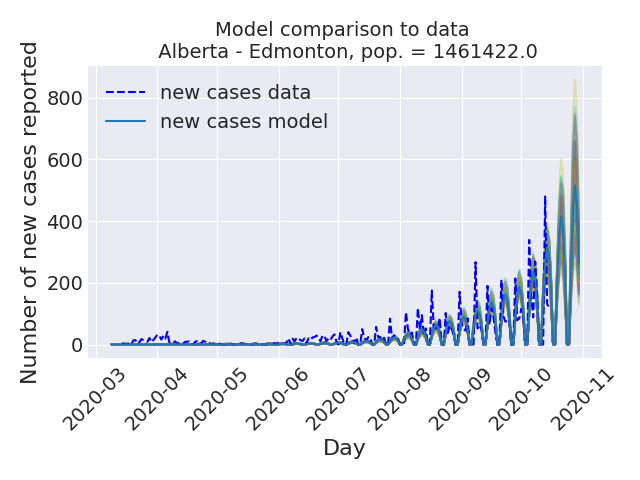 Model comparison to data
Alberta - Edmonton, pop. = 1461422.0
Number of new cases reported
800
600
400
200
0
new cases data
new cases model
2020-03
2020-04
2020-05
2020-06
2020-07
2020-08
2020-09
2020-10
2020-11
Day